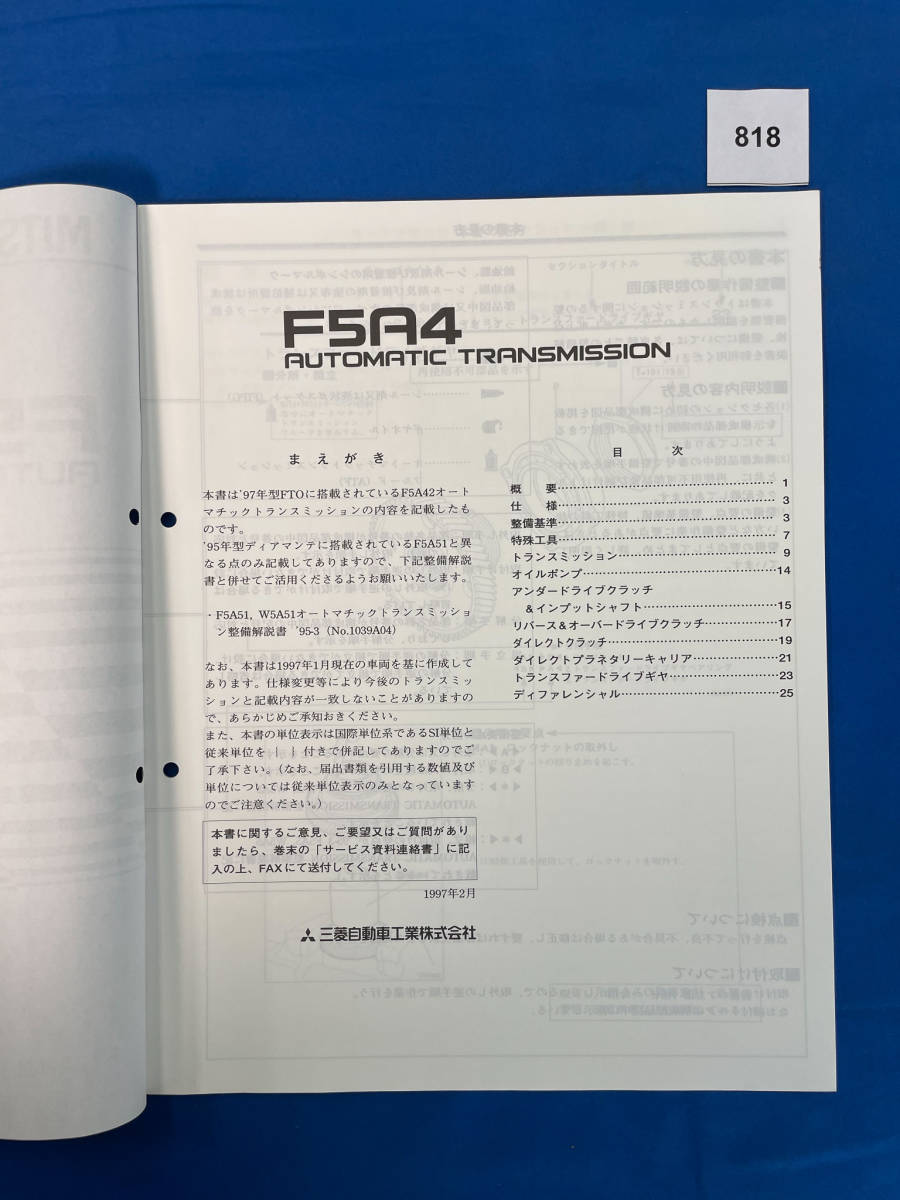 818
F5A4
AUTOMATIC TRANSMISSION
まえがき
本書は'97年型FTOに搭載されているF5A42オート
マチックトランスミッションの内容を記載したも
のです。
'95年型ディアマンテに搭載されているF5A51と異
なる点のみ記載してありますので、下記整備解説
書と併せてご活用くださるようお願いいたします。
・F5A51, W5A51オートマチックトランスミッショ
ン整備解説書 '95-3（No.1039A04）
なお、本書は1997年1月現在の車両を基に作成して
あります。仕様変更等により今後のトランスミッ
ションと記載内容が一致しないことがありますの
で、あらかじめご承知おきください。
また、本書の単位表示は国際単位系であるSI単位と
従来単位を｛ ｝付きで併記してありますのでご
了承下さい。（なお、届出書類を引用する数値及び
単位については従来単位表示のみとなっています
のでご注意ください。）
本書に関するご意見、ご要望又はご質問があり
ましたら、巻末の「サービス資料連絡書」に記
入の上、FAXにて送付してください。
1997年2月
三菱自動車工業株式会社
目 次
概 要 1
仕 様 3
整備基準 3
特殊工具 7
トランスミッション 9
オイルポンプ 14
アンダードライブクラッチ
＆インプットシャフト 15
リバース＆オーバードライブクラッチ 17
ダイレクトクラッチ 19
ダイレクトプラネタリーキャリア 21
トランスファードライブギヤ 23
ディファレンシャル 25